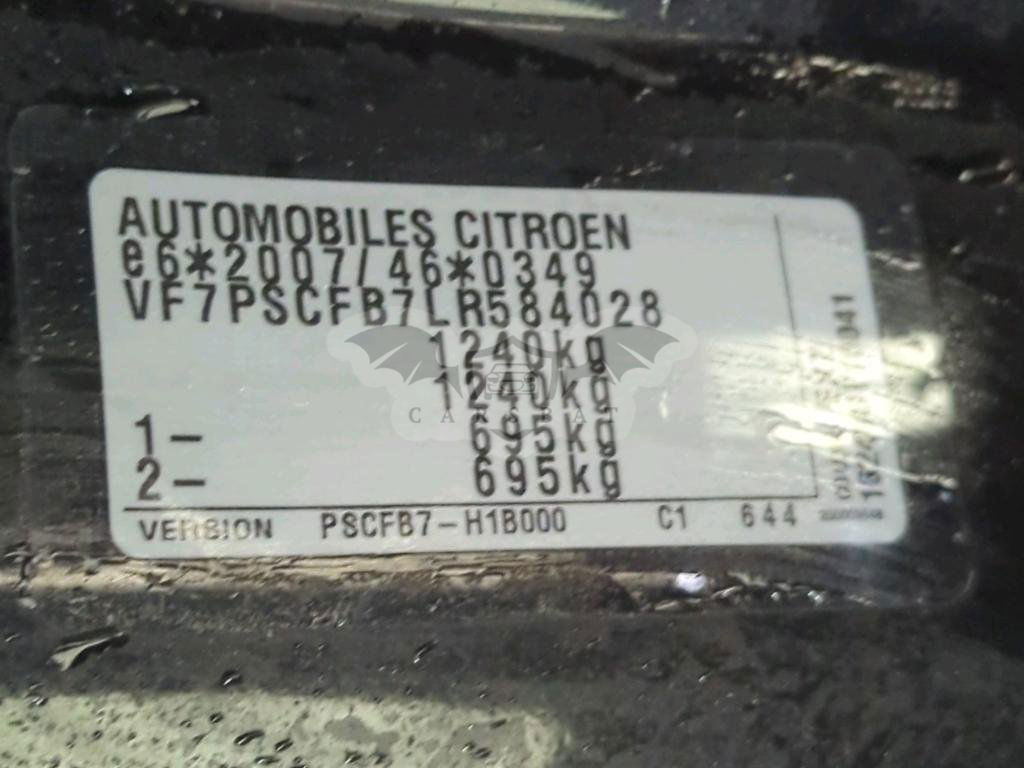 AUTOMOBILES CITROEN
e6*2007/46*0349
VF7PSCFB7LR584028
1240kg
1240kg
1- 695kg
2- 695kg
VERSION PSCFB7-H1B000 C1 644